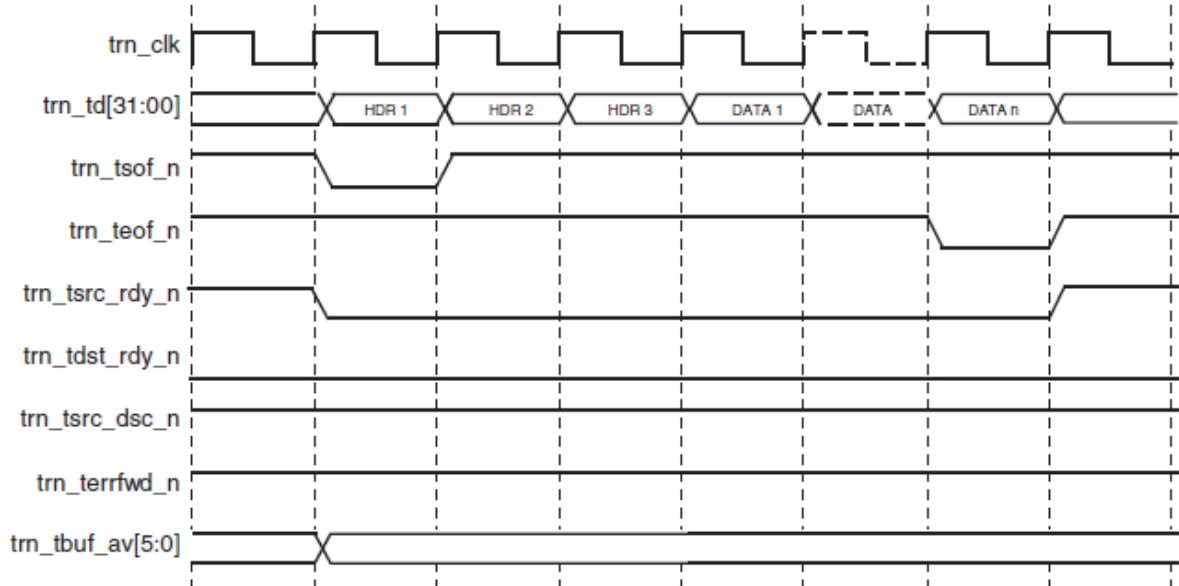 trn_clk
trn_td[31:00] HDR 1 HDR 2 HDR 3 DATA 1 DATA DATA n
trn_tsof_n
trn_teof_n
trn_tsrc_rdy_n
trn_tdst_rdy_n
trn_tsrc_dsc_n
trn_terrfwd_n
trn_tbuf_av[5:0]